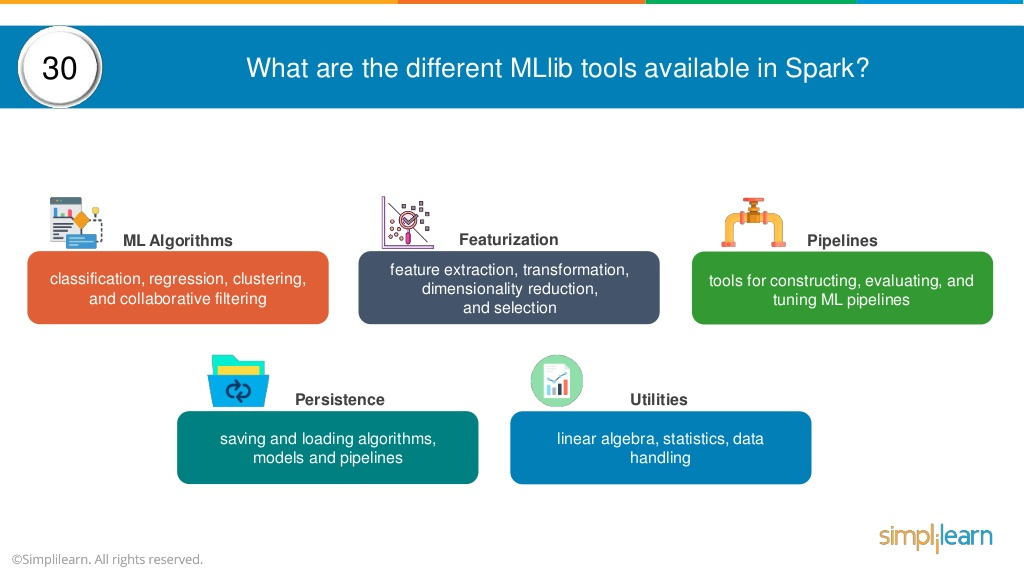 30
What are the different MLlib tools available in Spark?
ML Algorithms
classification, regression, clustering,
and collaborative filtering
Featurization
feature extraction, transformation,
dimensionality reduction,
and selection
Pipelines
tools for constructing, evaluating, and
tuning ML pipelines
Persistence
saving and loading algorithms,
models and pipelines
Utilities
linear algebra, statistics, data
handling
simplilearn
©Simplilearn. All rights reserved.